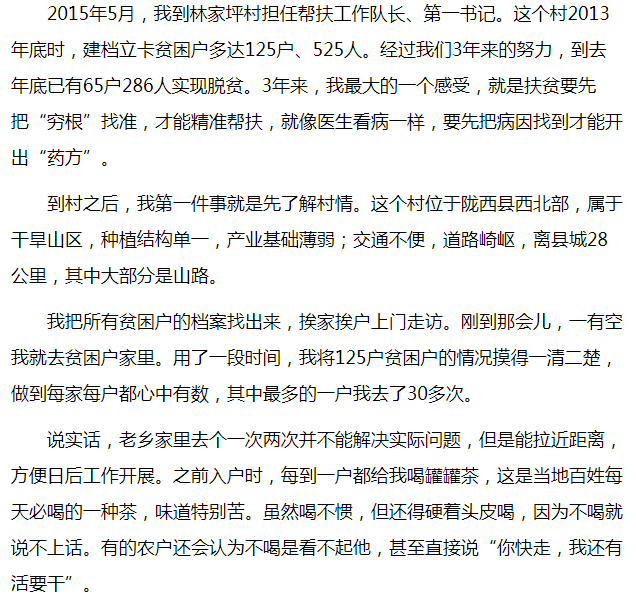 2015年5月，我到林家坪村担任帮扶工作队长、第一书记。这个村2013
年底时，建档立卡贫困户多达125户、525人。经过我们3年来的努力，到去
年底已有65户286人实现脱贫。3年来，我最大的一个感受，就是扶贫要先
把“穷根”找准，才能精准帮扶，就像医生看病一样，要先把病因找到才能开
出“药方”。
到村之后，我第一件事就是先了解村情。这个村位于陇西县西北部，属于
干旱山区，种植结构单一，产业基础薄弱；交通不便，道路崎岖，离县城28
公里，其中大部分是山路。
我把所有贫困户的档案找出来，挨家挨户上门走访。刚到那会儿，一有空
我就去贫困户家里。用了一段时间，我将125户贫困户的情况摸得一清二楚，
做到每家每户都心中有数，其中最多的一户我去了30多次。
说实话，老乡家里去个一次两次并不能解决实际问题，但是能拉近距离，
方便日后工作开展。之前入户时，每到一户都给我喝罐罐茶，这是当地百姓每
天必喝的一种茶，味道特别苦。虽然喝不惯，但还得硬着头皮喝，因为不喝就
说不上话。有的农户还会认为不喝是看不起他，甚至直接说“你快走，我还有
活要干”。